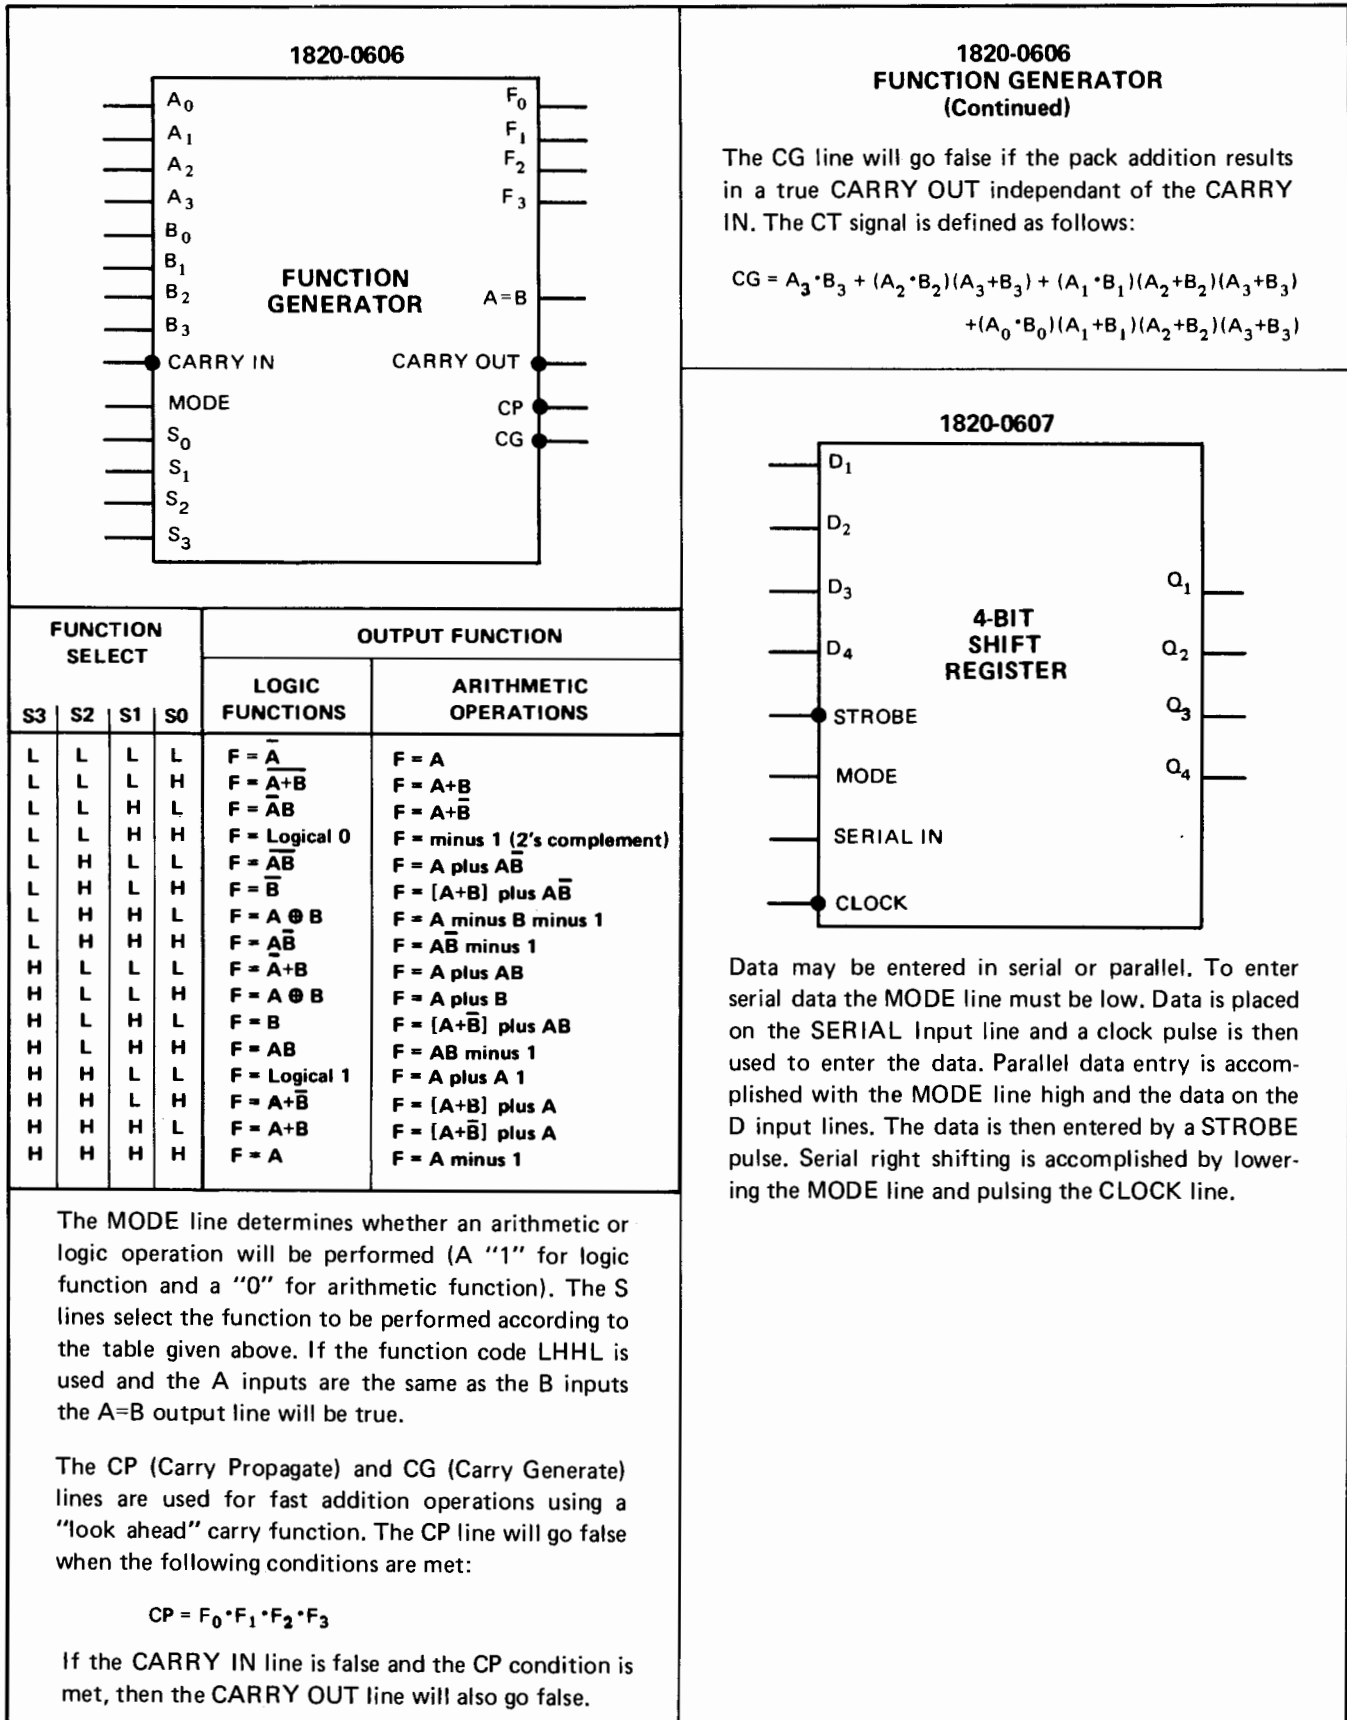 1820-0606
A₀ F₀
A₁ F₁
A₂ F₂
A₃ F₃
B₀
B₁
B₂
B₃
FUNCTION
GENERATOR
A=B
CARRY IN CARRY OUT
MODE CP
S₀ CG
S₁
S₂
S₃
FUNCTION
SELECT
OUTPUT FUNCTION
LOGIC
FUNCTIONS
ARITHMETIC
OPERATIONS
S3 S2 S1 S0
L L L L F = A̅ F = A
L L L H F = A̅+̅B̅ F = A+B
L L H L F = A̅B F = A+B̅
L L H H F = Logical 0 F = minus 1 (2's complement)
L H L L F = A̅B̅ F = A plus AB̅
L H L H F = B̅ F = [A+B] plus AB̅
L H H L F = A ⊕ B F = A minus B minus 1
L H H H F = AB̅ F = AB̅ minus 1
H L L L F = A̅+B F = A plus AB
H L L H F = A ⊕ B F = A plus B
H L H L F = B F = [A+B̅] plus AB
H L H H F = AB F = AB minus 1
H H L L F = Logical 1 F = A plus A 1
H H L H F = A+B̅ F = [A+B] plus A
H H H L F = A+B F = [A+B̅] plus A
H H H H F = A F = A minus 1
The MODE line determines whether an arithmetic or
logic operation will be performed (A "1" for logic
function and a "0" for arithmetic function). The S
lines select the function to be performed according to
the table given above. If the function code LHHL is
used and the A inputs are the same as the B inputs
the A=B output line will be true.
The CP (Carry Propagate) and CG (Carry Generate)
lines are used for fast addition operations using a
"look ahead" carry function. The CP line will go false
when the following conditions are met:
CP = F₀·F₁·F₂·F₃
If the CARRY IN line is false and the CP condition is
met, then the CARRY OUT line will also go false.
1820-0606
FUNCTION GENERATOR
(Continued)
The CG line will go false if the pack addition results
in a true CARRY OUT independant of the CARRY
IN. The CT signal is defined as follows:
CG = A₃·B₃ + (A₂·B₂)(A₃+B₃) + (A₁·B₁)(A₂+B₂)(A₃+B₃)
+(A₀·B₀)(A₁+B₁)(A₂+B₂)(A₃+B₃)
1820-0607
D₁
D₂
D₃ Q₁
D₄ Q₂
4-BIT
SHIFT
REGISTER
STROBE Q₃
MODE Q₄
SERIAL IN
CLOCK
Data may be entered in serial or parallel. To enter
serial data the MODE line must be low. Data is placed
on the SERIAL Input line and a clock pulse is then
used to enter the data. Parallel data entry is accom-
plished with the MODE line high and the data on the
D input lines. The data is then entered by a STROBE
pulse. Serial right shifting is accomplished by lower-
ing the MODE line and pulsing the CLOCK line.